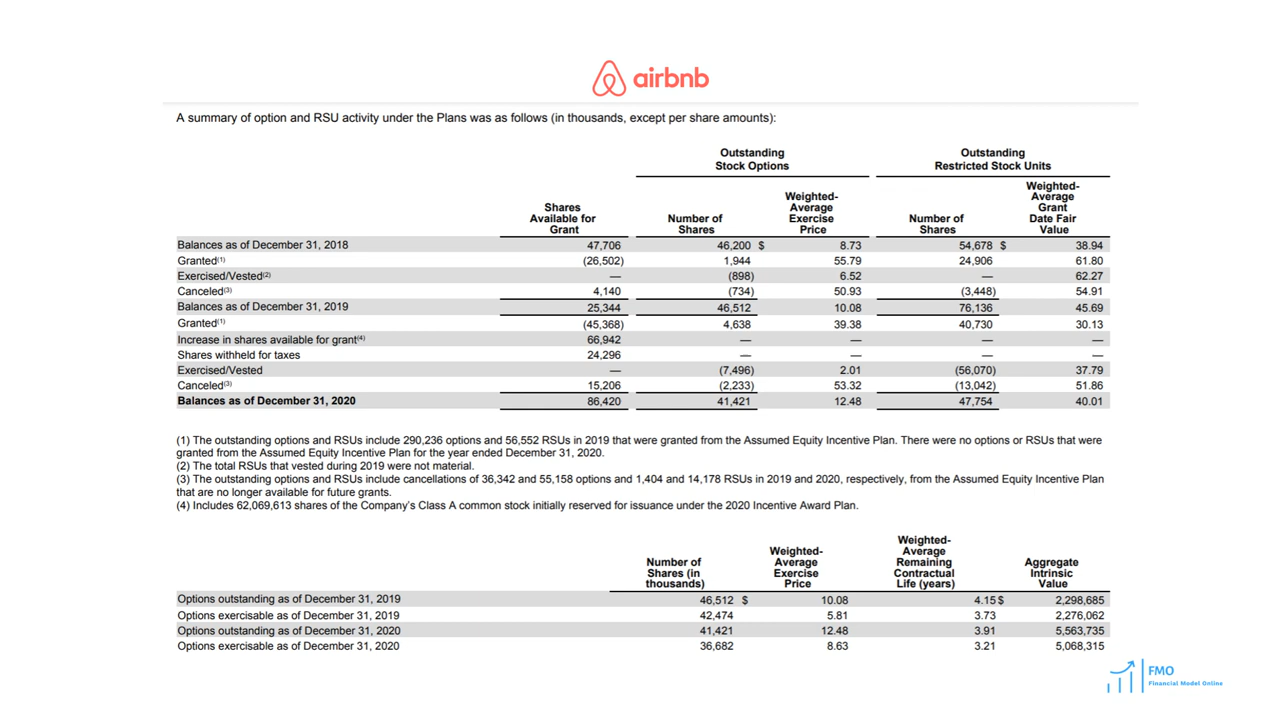 airbnb
A summary of option and RSU activity under the Plans was as follows (in thousands, except per share amounts):
Outstanding Stock Options Outstanding Restricted Stock Units
Shares Available for Grant Number of Shares Weighted-Average Exercise Price Number of Shares Weighted-Average Grant Date Fair Value
Balances as of December 31, 2018 47,706 46,200 $ 8.73 54,678 $ 38.94
Granted(1) (26,502) 1,944 55.79 24,906 61.80
Exercised/Vested(2) — (898) 6.52 — 62.27
Canceled(3) 4,140 (734) 50.93 (3,448) 54.91
Balances as of December 31, 2019 25,344 46,512 10.08 76,136 45.69
Granted(1) (45,368) 4,638 39.38 40,730 30.13
Increase in shares available for grant(4) 66,942 — — — —
Shares withheld for taxes 24,296 — — — —
Exercised/Vested — (7,496) 2.01 (56,070) 37.79
Canceled(3) 15,206 (2,233) 53.32 (13,042) 51.86
Balances as of December 31, 2020 86,420 41,421 12.48 47,754 40.01
(1) The outstanding options and RSUs include 290,236 options and 56,552 RSUs in 2019 that were granted from the Assumed Equity Incentive Plan. There were no options or RSUs that were
granted from the Assumed Equity Incentive Plan for the year ended December 31, 2020.
(2) The total RSUs that vested during 2019 were not material.
(3) The outstanding options and RSUs include cancellations of 36,342 and 55,158 options and 1,404 and 14,178 RSUs in 2019 and 2020, respectively, from the Assumed Equity Incentive Plan
that are no longer available for future grants.
(4) Includes 62,069,613 shares of the Company's Class A common stock initially reserved for issuance under the 2020 Incentive Award Plan.
Number of Shares (in thousands) Weighted-Average Exercise Price Weighted-Average Remaining Contractual Life (years) Aggregate Intrinsic Value
Options outstanding as of December 31, 2019 46,512 $ 10.08 4.15 $ 2,298,685
Options exercisable as of December 31, 2019 42,474 5.81 3.73 2,276,062
Options outstanding as of December 31, 2020 41,421 12.48 3.91 5,563,735
Options exercisable as of December 31, 2020 36,682 8.63 3.21 5,068,315
FMO
Financial Model Online